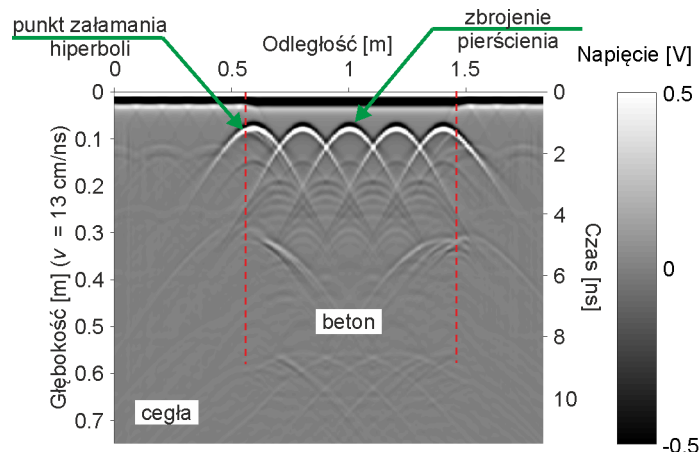 punkt załamania
hiperboli
zbrojenie
pierścienia
Odległość [m]
Napięcie [V]
0
0.5
1
1.5
0
0.1
0.2
0.3
0.4
0.5
0.6
0.7
Głębokość [m] (v = 13 cm/ns)
0
2
4
6
8
10
Czas [ns]
beton
cegła
0.5
0
-0.5